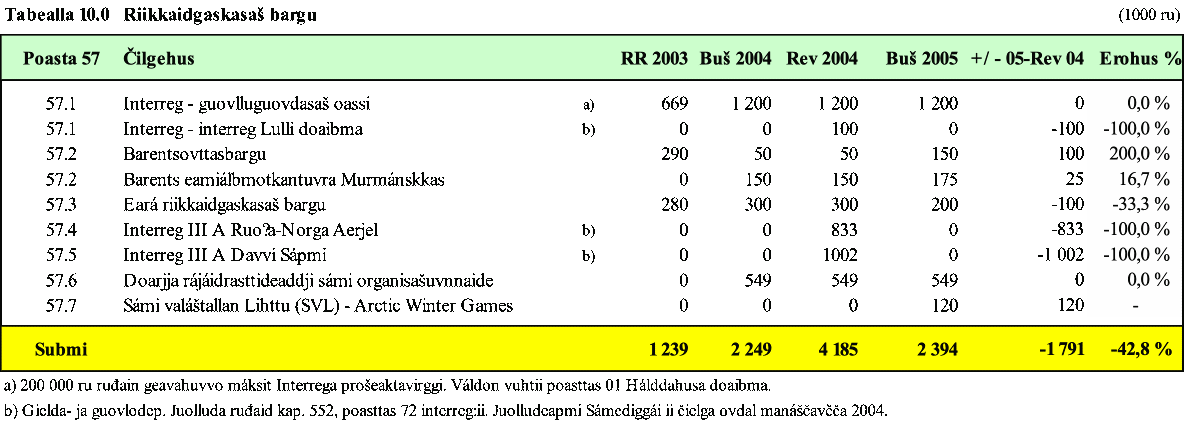 Tabealla 10.0 Riikkaidgaskasaš bargu (1000 ru)
Poasta 57 Čilgehus RR 2003 Buš 2004 Rev 2004 Buš 2005 +/ - 05-Rev 04 Erohus %
57.1 Interreg - guovlluguovdasaš oassi a) 669 1 200 1 200 1 200 0 0,0 %
57.1 Interreg - interreg Lulli doaibma b) 0 0 100 0 -100 -100,0 %
57.2 Barentsovttasbargu 290 50 50 150 100 200,0 %
57.2 Barents eamiálbmotkantuvra Murmánskkas 0 150 150 175 25 16,7 %
57.3 Eará riikkaidgaskasaš bargu 280 300 300 200 -100 -33,3 %
57.4 Interreg III A Ruo?a-Norga Aerjel b) 0 0 833 0 -833 -100,0 %
57.5 Interreg III A Davvi Sápmi b) 0 0 1002 0 -1 002 -100,0 %
57.6 Doarjja rájáidrasttideaddji sámi organisašuvnnaide 0 549 549 549 0 0,0 %
57.7 Sámi valáštallan Lihttu (SVL) - Arctic Winter Games 0 0 0 120 120 -
Submi 1 239 2 249 4 185 2 394 -1 791 -42,8 %
a) 200 000 ru ruđain geavahuvvo máksit Interrega prošeaktavirggi. Váldon vuhtii poasttas 01 Hálddahusa doaibma.
b) Gielda- ja guovlodep. Juolluda ruđaid kap. 552, poasttas 72 interreg:ii. Juolludeapmi Sámediggái ii čielga ovdal manáščavčča 2004.